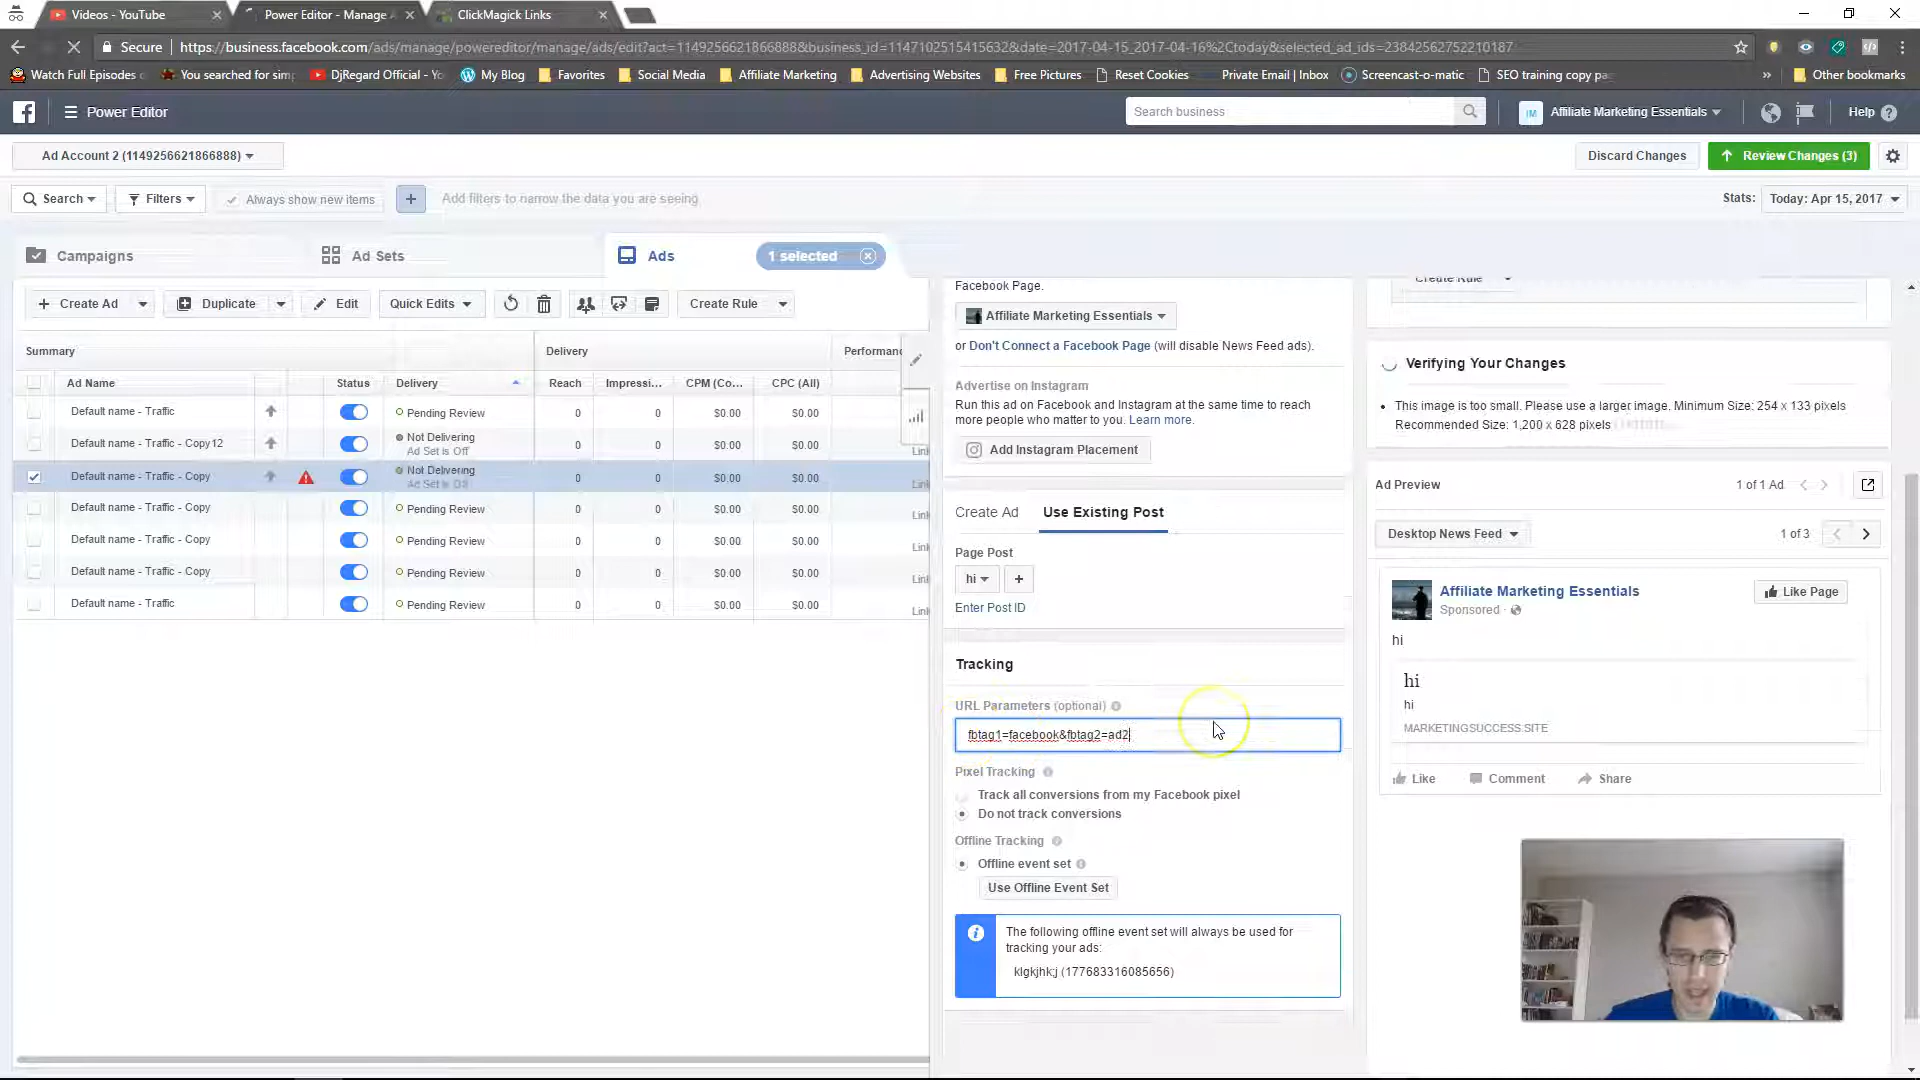 Videos - YouTube
Power Editor - Manage A
ClickMagick Links
Secure
https://business.facebook.com/ads/manage/powereditor/manage/ads/edit?act=1149256621866888&business_id=1147102515415632&date=2017-04-15_2017-04-16%2Ctoday&selected_ad_ids=23842562752210187
Watch Full Episodes
You searched for sim
DjRegard Official - Yo
My Blog
Favorites
Social Media
Affiliate Marketing
Advertising Websites
Free Pictures
Reset Cookies
Private Email | Inbox
Screencast-o-matic
SEO training copy pa
Other bookmarks
Power Editor
Search business
IM
Affiliate Marketing Essentials
Help
Ad Account 2 (1149256621866888)
Discard Changes
Review Changes (3)
Search
Filters
Always show new items
+
Add filters to narrow the data you are seeing
Stats:
Today: Apr 15, 2017
Campaigns
Ad Sets
Ads
1 selected
+ Create Ad
Duplicate
Edit
Quick Edits
Create Rule
Summary
Delivery
Performanc
Ad Name
Status
Delivery
Reach
Impressi...
CPM (Co...
CPC (All)
Default name - Traffic
Pending Review
0
0
$0.00
$0.00
Default name - Traffic - Copy12
Not Delivering
Ad Set is Off
0
0
$0.00
$0.00
Link
Default name - Traffic - Copy
Not Delivering
Ad Set is Off
0
0
$0.00
$0.00
Link
Default name - Traffic - Copy
Pending Review
0
0
$0.00
$0.00
Link
Default name - Traffic - Copy
Pending Review
0
0
$0.00
$0.00
Link
Default name - Traffic - Copy
Pending Review
0
0
$0.00
$0.00
Link
Default name - Traffic
Pending Review
0
0
$0.00
$0.00
Link
Facebook Page.
Affiliate Marketing Essentials
or Don't Connect a Facebook Page (will disable News Feed ads).
Advertise on Instagram
Run this ad on Facebook and Instagram at the same time to reach
more people who matter to you. Learn more.
Add Instagram Placement
Create Ad
Use Existing Post
Page Post
hi
+
Enter Post ID
Tracking
URL Parameters (optional)
fbtag1=facebook&fbtag2=ad2
Pixel Tracking
Track all conversions from my Facebook pixel
Do not track conversions
Offline Tracking
Offline event set
Use Offline Event Set
The following offline event set will always be used for
tracking your ads:
klgkjhk;j (177683316085656)
Create Rule
Verifying Your Changes
This image is too small. Please use a larger image. Minimum Size: 254 x 133 pixels
Recommended Size: 1,200 x 628 pixels
Ad Preview
1 of 1 Ad
Desktop News Feed
1 of 3
Affiliate Marketing Essentials
Sponsored ·
Like Page
hi
hi
hi
MARKETINGSUCCESS.SITE
Like
Comment
Share